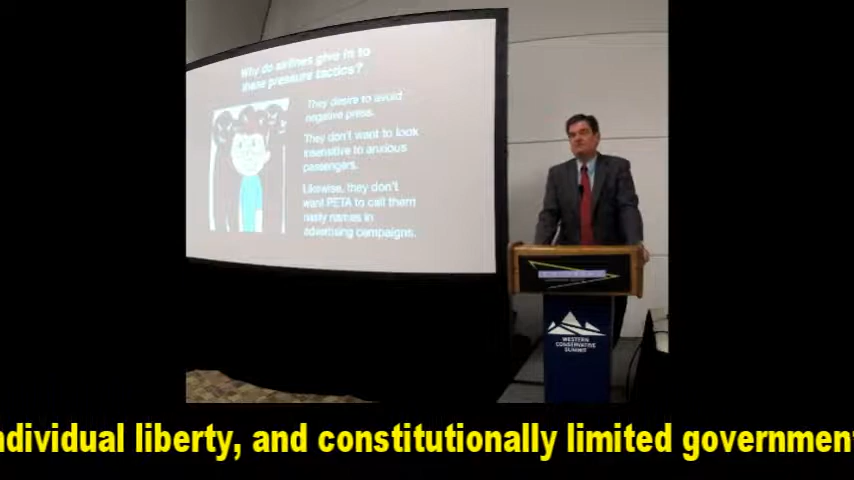 Why do airlines give in to
these pressure tactics?
They desire to avoid
negative press.
They don't want to look
insensitive to anxious
passengers.
Likewise, they don't
want PETA to call them
nasty names in
advertising campaigns.
WESTERN
CONSERVATIVE
SUMMIT
ndividual liberty, and constitutionally limited government